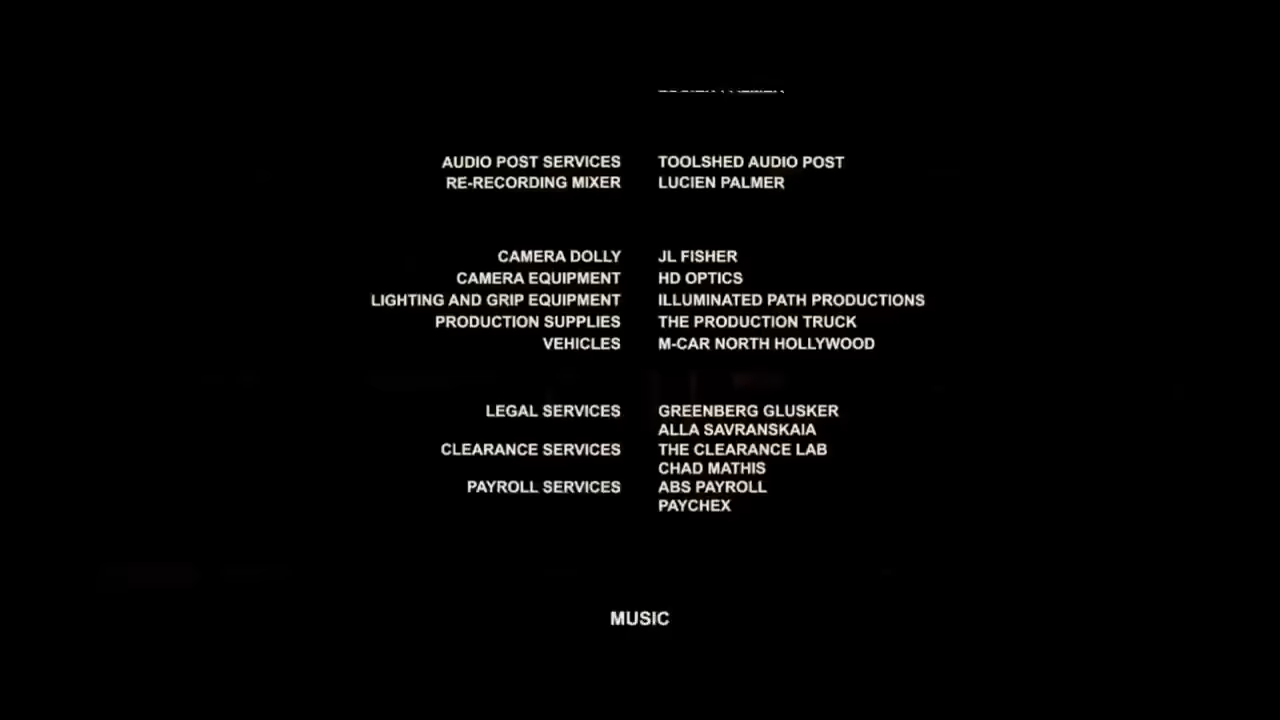 AUDIO POST SERVICES TOOLSHED AUDIO POST
RE-RECORDING MIXER LUCIEN PALMER
CAMERA DOLLY JL FISHER
CAMERA EQUIPMENT HD OPTICS
LIGHTING AND GRIP EQUIPMENT ILLUMINATED PATH PRODUCTIONS
PRODUCTION SUPPLIES THE PRODUCTION TRUCK
VEHICLES M-CAR NORTH HOLLYWOOD
LEGAL SERVICES GREENBERG GLUSKER
ALLA SAVRANSKAIA
CLEARANCE SERVICES THE CLEARANCE LAB
CHAD MATHIS
PAYROLL SERVICES ABS PAYROLL
PAYCHEX
MUSIC